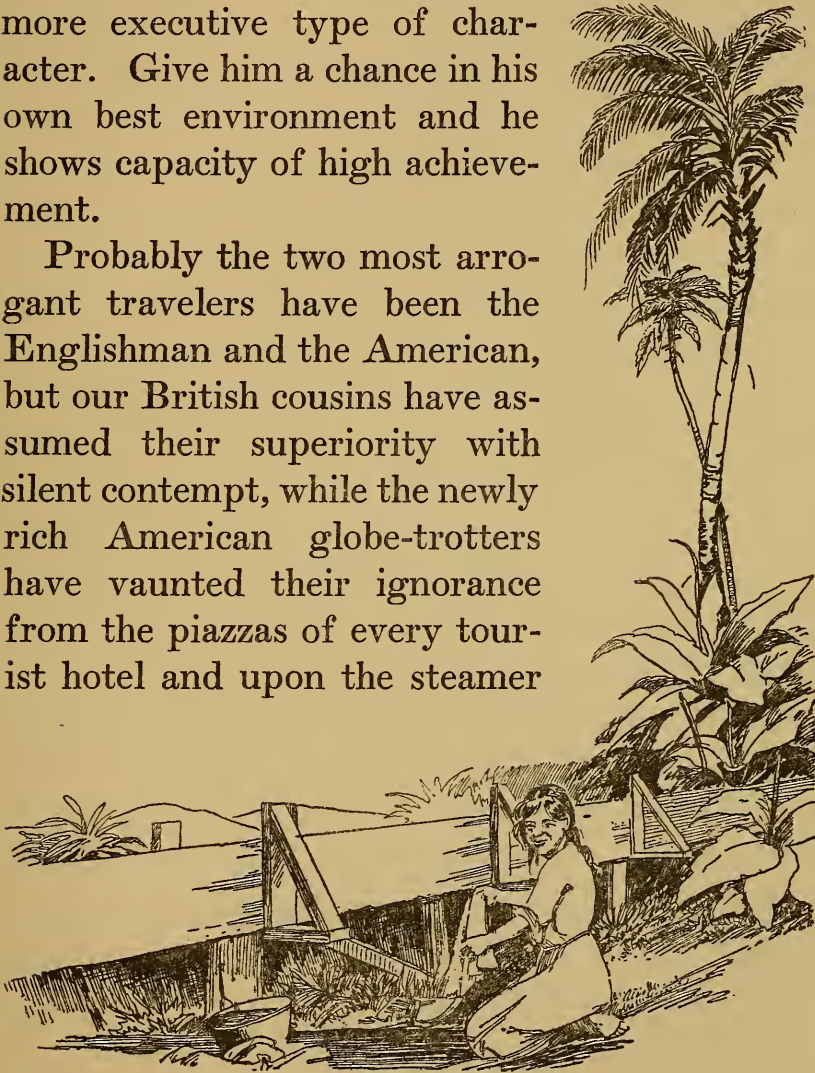 more executive type of char-
acter. Give him a chance in his
own best environment and he
shows capacity of high achieve-
ment.
Probably the two most arro-
gant travelers have been the
Englishman and the American,
but our British cousins have as-
sumed their superiority with
silent contempt, while the newly
rich American globe-trotters
have vaunted their ignorance
from the piazzas of every tour-
ist hotel and upon the steamer